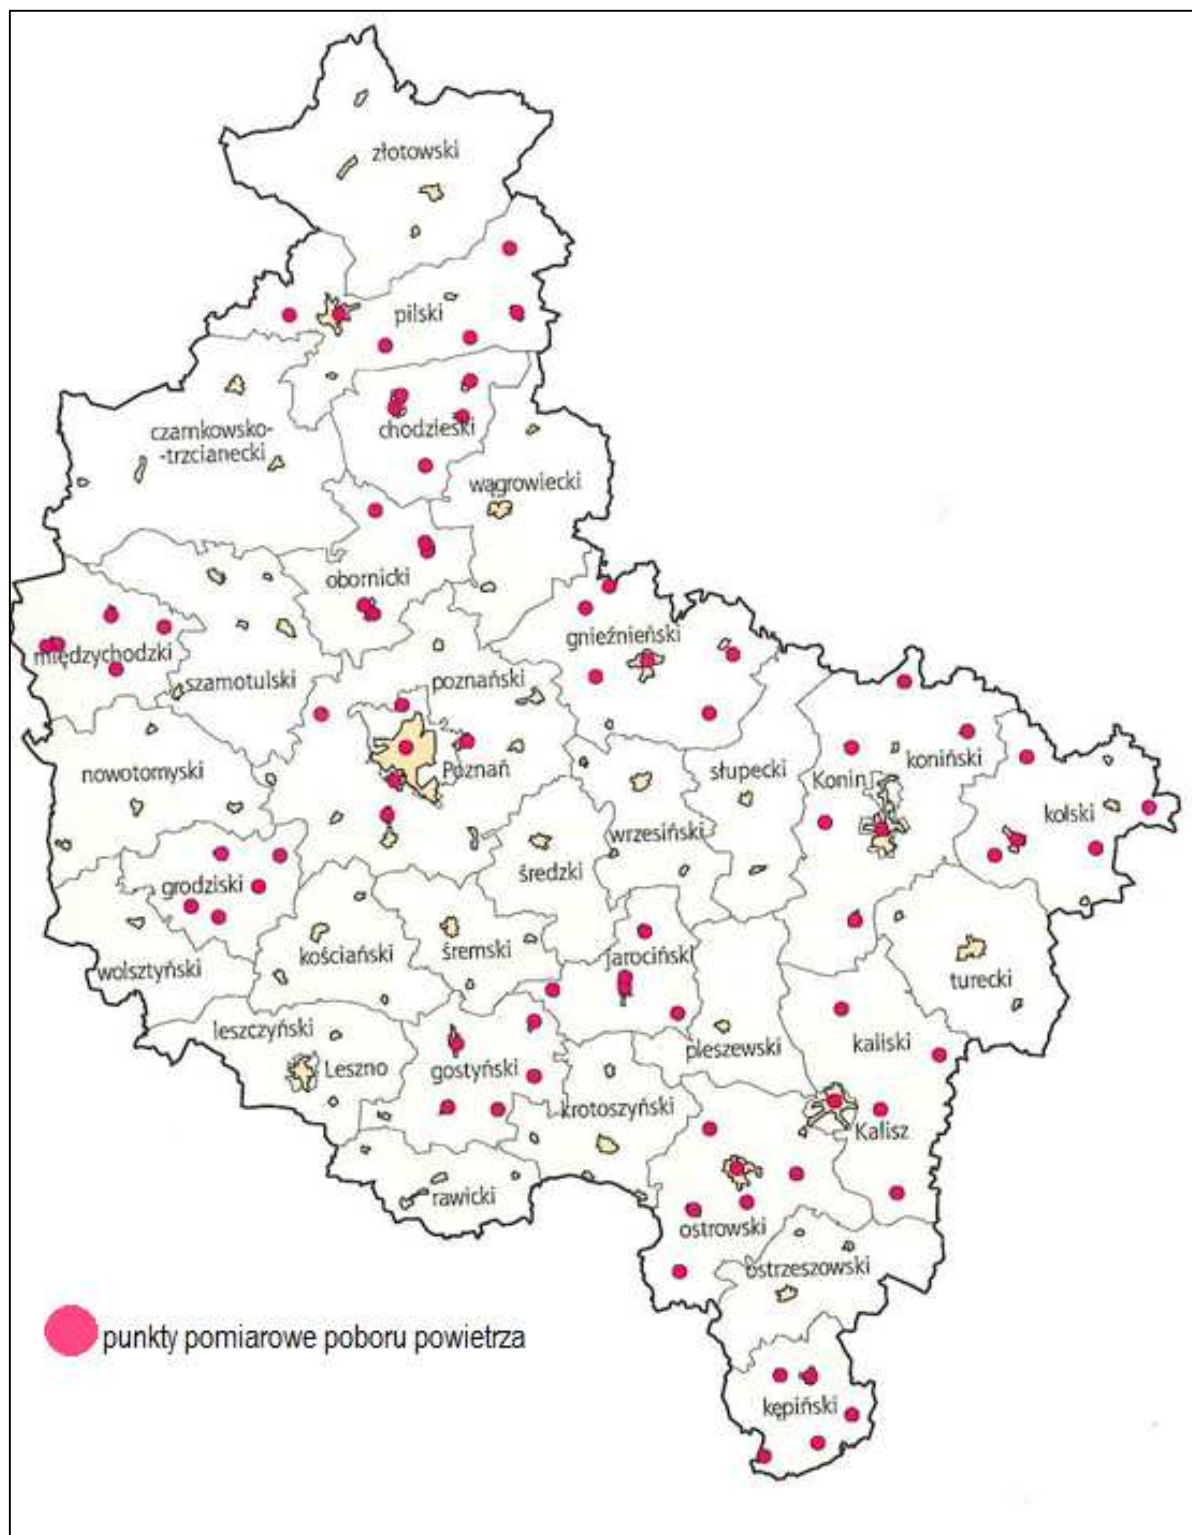 złotowski
pilski
czarnkowsko-
-trzcianecki
chodzieski
wągrowiecki
obornicki
gnieźnieński
międzychodzki
szamotulski
poznański
nowotomyski
Poznań
słupecki
Konin
koniński
kolski
wrzesiński
średzki
grodziski
kościański
śremski
jarociński
wolsztyński
turecki
leszczyński
Leszno
gostyński
pleszewski
kaliski
krotoszyński
Kalisz
rawicki
ostrowski
ostrzeszowski
punkty pomiarowe poboru powietrza
kępiński